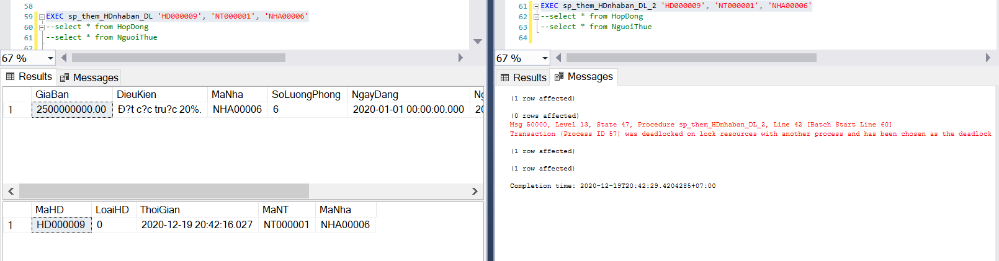 58
59 EXEC sp_them_HDnhaban_DL 'HD000009', 'NT000001', 'NHA00006'
60 --select * from HopDong
61 --select * from NguoiThue
62
67 %
Results Messages
GiaBan DieuKien MaNha SoLuongPhong NgayDang Ng
1 2500000000.00 Đ?t c?c tru?c 20%. NHA00006 6 2020-01-01 00:00:00.000 20
MaHD LoaiHD ThoiGian MaNT MaNha
1 HD000009 0 2020-12-19 20:42:16.027 NT000001 NHA00006
61 EXEC sp_them_HDnhaban_DL_2 'HD000009', 'NT000001', 'NHA00006'
62 --select * from HopDong
63 --select * from NguoiThue
64
67 %
Results Messages
(1 row affected)
(0 rows affected)
Msg 50000, Level 13, State 47, Procedure sp_them_HDnhaban_DL_2, Line 42 [Batch Start Line 60]
Transaction (Process ID 57) was deadlocked on lock resources with another process and has been chosen as the deadlock
(1 row affected)
(1 row affected)
Completion time: 2020-12-19T20:42:29.4204285+07:00